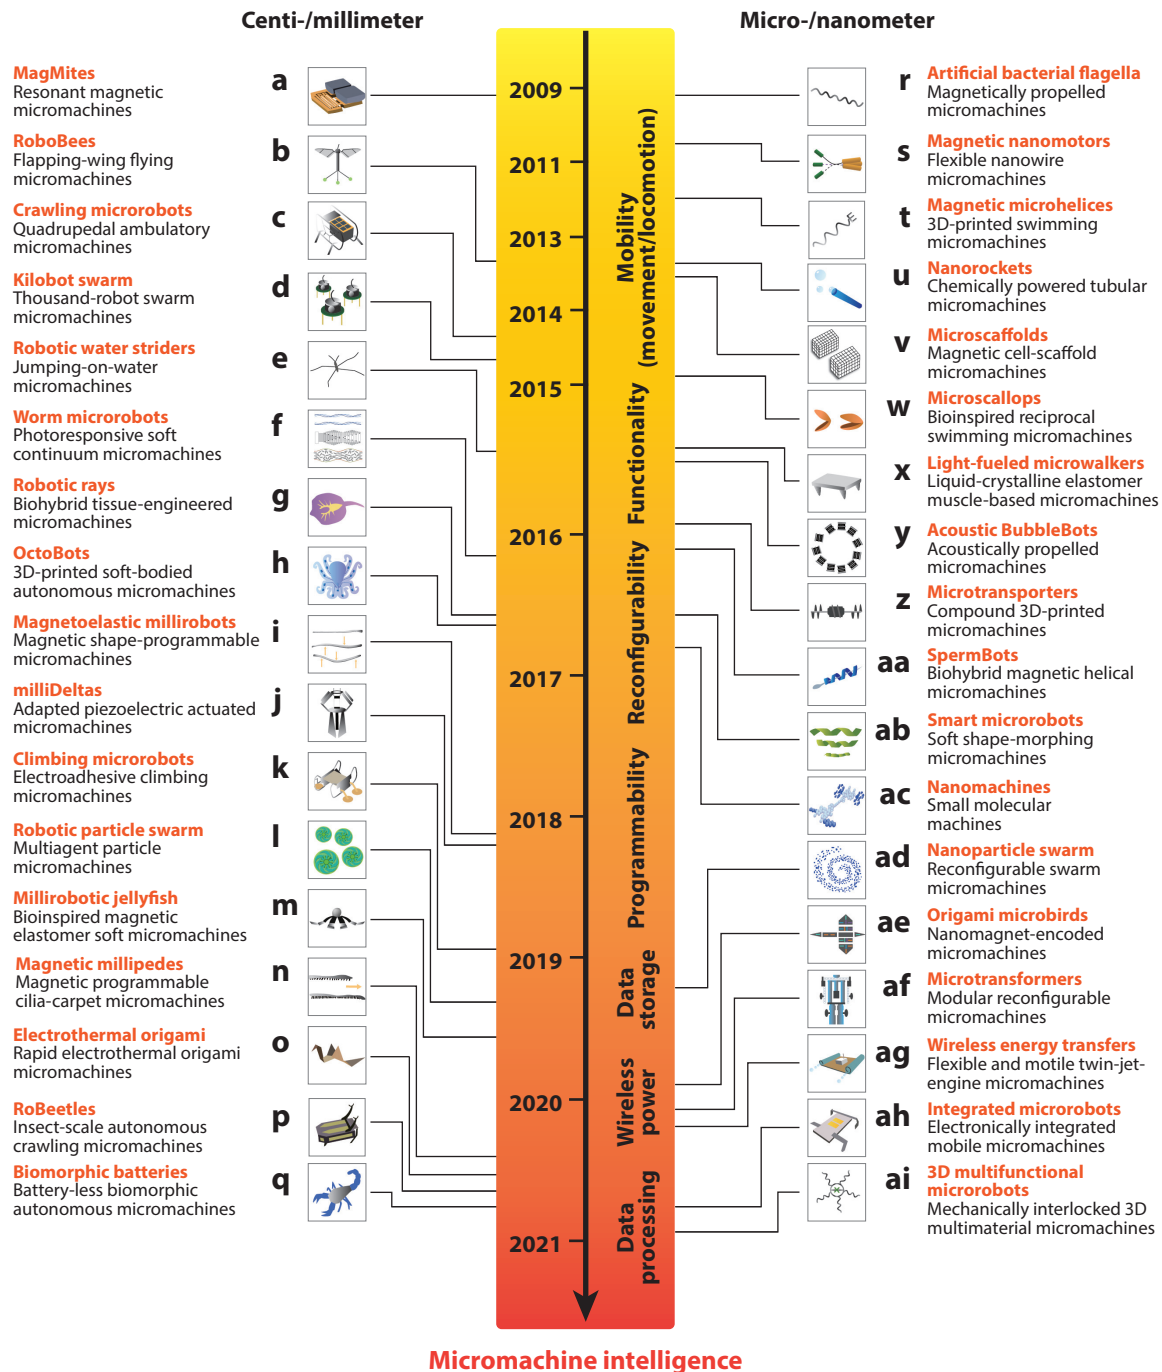 Centi-/millimeter
Micro-/nanometer
MagMites
Resonant magnetic
micromachines
a
RoboBees
Flapping-wing flying
micromachines
b
Crawling microrobots
Quadrupedal ambulatory
micromachines
c
Kilobot swarm
Thousand-robot swarm
micromachines
d
Robotic water striders
Jumping-on-water
micromachines
e
Worm microrobots
Photoresponsive soft
continuum micromachines
f
Robotic rays
Biohybrid tissue-engineered
micromachines
g
OctoBots
3D-printed soft-bodied
autonomous micromachines
h
Magnetoelastic millirobots
Magnetic shape-programmable
micromachines
i
milliDeltas
Adapted piezoelectric actuated
micromachines
j
Climbing microrobots
Electroadhesive climbing
micromachines
k
Robotic particle swarm
Multiagent particle
micromachines
l
Millirobotic jellyfish
Bioinspired magnetic
elastomer soft micromachines
m
Magnetic millipedes
Magnetic programmable
cilia-carpet micromachines
n
Electrothermal origami
Rapid electrothermal origami
micromachines
o
RoBeetles
Insect-scale autonomous
crawling micromachines
p
Biomorphic batteries
Battery-less biomorphic
autonomous micromachines
q
2009
2011
2013
2014
2015
2016
2017
2018
2019
2020
2021
Mobility
(movement/locomotion)
Functionality
Reconfigurability
Programmability
Data
storage
Wireless
power
Data
processing
r
Artificial bacterial flagella
Magnetically propelled
micromachines
s
Magnetic nanomotors
Flexible nanowire
micromachines
t
Magnetic microhelices
3D-printed swimming
micromachines
u
Nanorockets
Chemically powered tubular
micromachines
v
Microscaffolds
Magnetic cell-scaffold
micromachines
w
Microscallops
Bioinspired reciprocal
swimming micromachines
x
Light-fueled microwalkers
Liquid-crystalline elastomer
muscle-based micromachines
y
Acoustic BubbleBots
Acoustically propelled
micromachines
z
Microtransporters
Compound 3D-printed
micromachines
aa
SpermBots
Biohybrid magnetic helical
micromachines
ab
Smart microrobots
Soft shape-morphing
micromachines
ac
Nanomachines
Small molecular
machines
ad
Nanoparticle swarm
Reconfigurable swarm
micromachines
ae
Origami microbirds
Nanomagnet-encoded
micromachines
af
Microtransformers
Modular reconfigurable
micromachines
ag
Wireless energy transfers
Flexible and motile twin-jet-
engine micromachines
ah
Integrated microrobots
Electronically integrated
mobile micromachines
ai
3D multifunctional
microrobots
Mechanically interlocked 3D
multimaterial micromachines
Micromachine intelligence